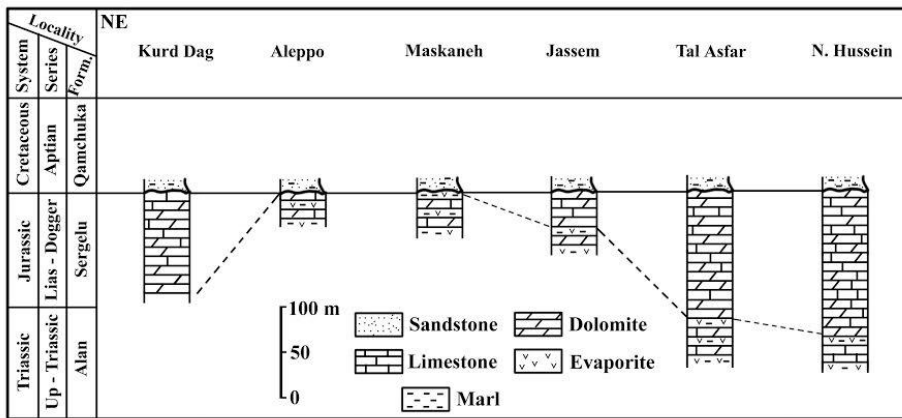 Locality
System
Series
Form.
NE
Kurd Dag
Aleppo
Maskaneh
Jassem
Tal Asfar
N. Hussein
Cretaceous
Aptian
Qamchuka
Jurassic
Lias - Dogger
Sergelu
Triassic
Up - Triassic
Alan
100 m
50
0
Sandstone
Dolomite
Limestone
Evaporite
Marl